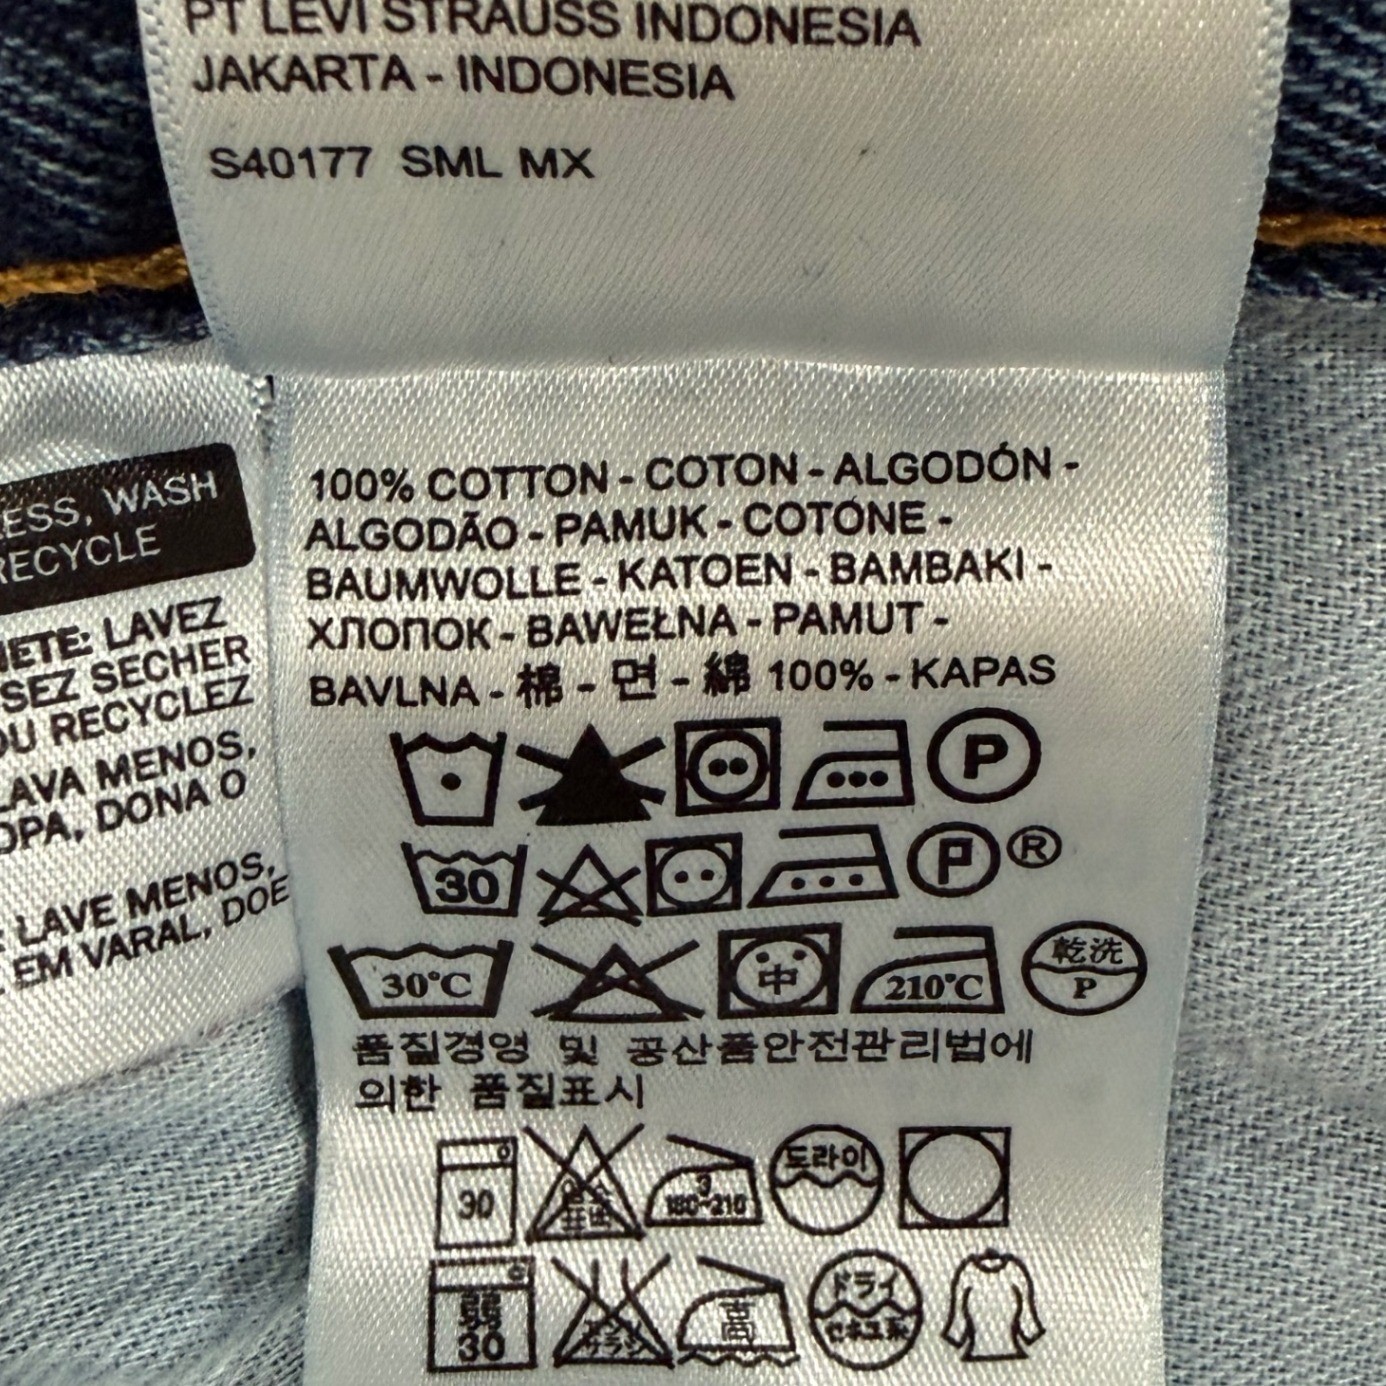 PT LEVI STRAUSS INDONESIA
JAKARTA - INDONESIA
S40177 SML MX
ESS, WASH
RECYCLE
NETE: LAVEZ
SEZ SECHER
OU RECYCLEZ
LAVA MENOS,
OPA, DONA O
: LAVE MENOS,
EM VARAL, DOE
100% COTTON - COTON - ALGODÓN -
ALGODÃO - PAMUK - COTONE -
BAUMWOLLE - KATOEN - BAMBAKI -
ХЛОПОК - BAWEŁNA - PAMUT -
BAVLNA - 棉 - 면 - 綿 100% - KAPAS
P
30 P ®
30°C 中 210°C 乾洗 P
품질경영 및 공산품안전관리법에
의한 품질표시
30 3 180~210 도라이
30 高 ドライ